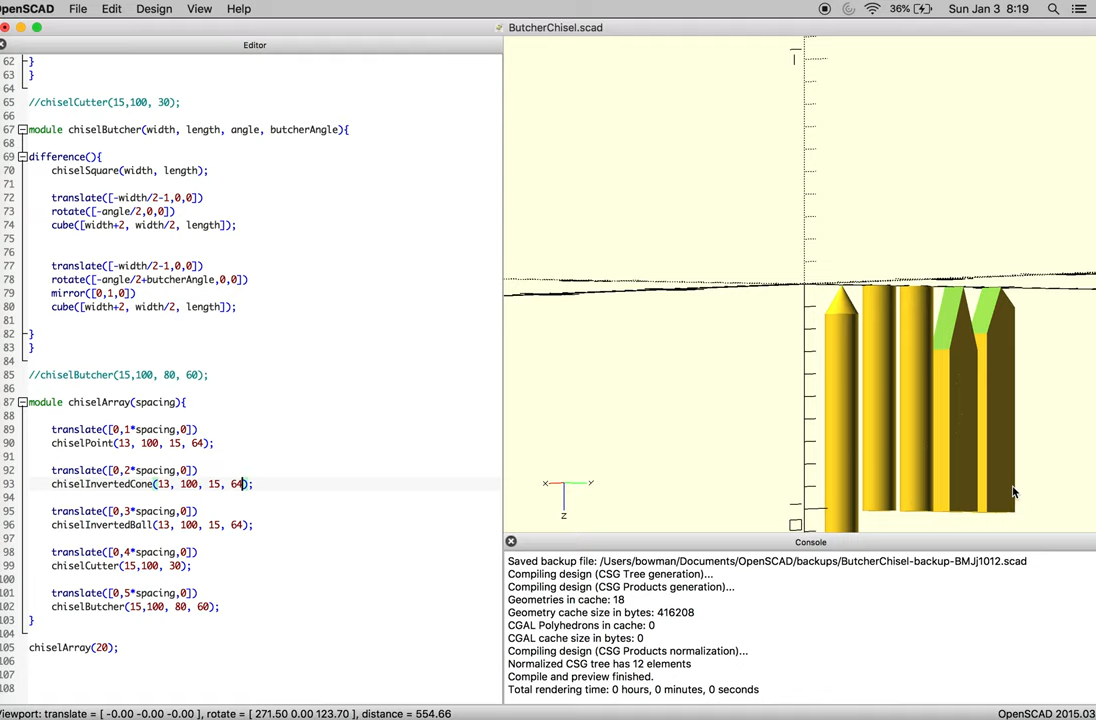 OpenSCAD File Edit Design View Help 36% Sun Jan 3 8:19
ButcherChisel.scad
Editor
62 }
63 }
64
65 //chiselCutter(15,100, 30);
66
67 module chiselButcher(width, length, angle, butcherAngle){
68
69 difference(){
70 chiselSquare(width, length);
71
72 translate([-width/2-1,0,0])
73 rotate([-angle/2,0,0])
74 cube([width+2, width/2, length]);
75
76
77 translate([-width/2-1,0,0])
78 rotate([-angle/2+butcherAngle,0,0])
79 mirror([0,1,0])
80 cube([width+2, width/2, length]);
81
82 }
83 }
84
85 //chiselButcher(15,100, 80, 60);
86
87 module chiselArray(spacing){
88
89 translate([0,1*spacing,0])
90 chiselPoint(13, 100, 15, 64);
91
92 translate([0,2*spacing,0])
93 chiselInvertedCone(13, 100, 15, 64);
94
95 translate([0,3*spacing,0])
96 chiselInvertedBall(13, 100, 15, 64);
97
98 translate([0,4*spacing,0])
99 chiselCutter(15,100, 30);
100
101 translate([0,5*spacing,0])
102 chiselButcher(15,100, 80, 60);
103 }
104
105 chiselArray(20);
106
107
108
X Y
Z
Console
Saved backup file: /Users/bowman/Documents/OpenSCAD/backups/ButcherChisel-backup-BMJj1012.scad
Compiling design (CSG Tree generation)...
Compiling design (CSG Products generation)...
Geometries in cache: 18
Geometry cache size in bytes: 416208
CGAL Polyhedrons in cache: 0
CGAL cache size in bytes: 0
Compiling design (CSG Products normalization)...
Normalized CSG tree has 12 elements
Compile and preview finished.
Total rendering time: 0 hours, 0 minutes, 0 seconds
Viewport: translate = [ -0.00 -0.00 -0.00 ], rotate = [ 271.50 0.00 123.70 ], distance = 554.66 OpenSCAD 2015.03